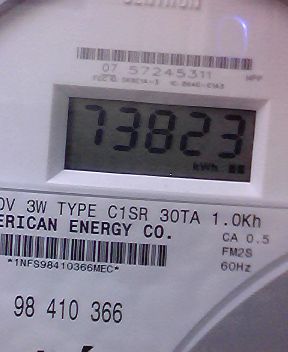 07 57245311
73823
kWh
0V 3W TYPE C1SR 30TA 1.0Kh
ERICAN ENERGY CO.
CA 0.5
FM2S
*1NFS98410366MEC*
60Hz
98 410 366